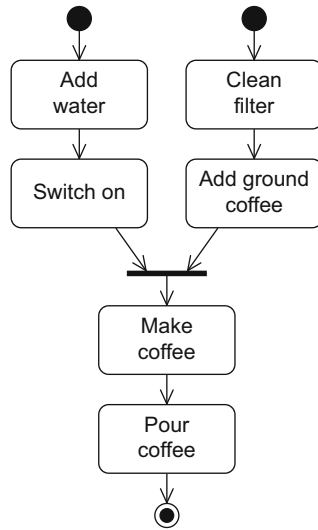 Add
water
Clean
filter
Switch on
Add ground
coffee
Make
coffee
Pour
coffee